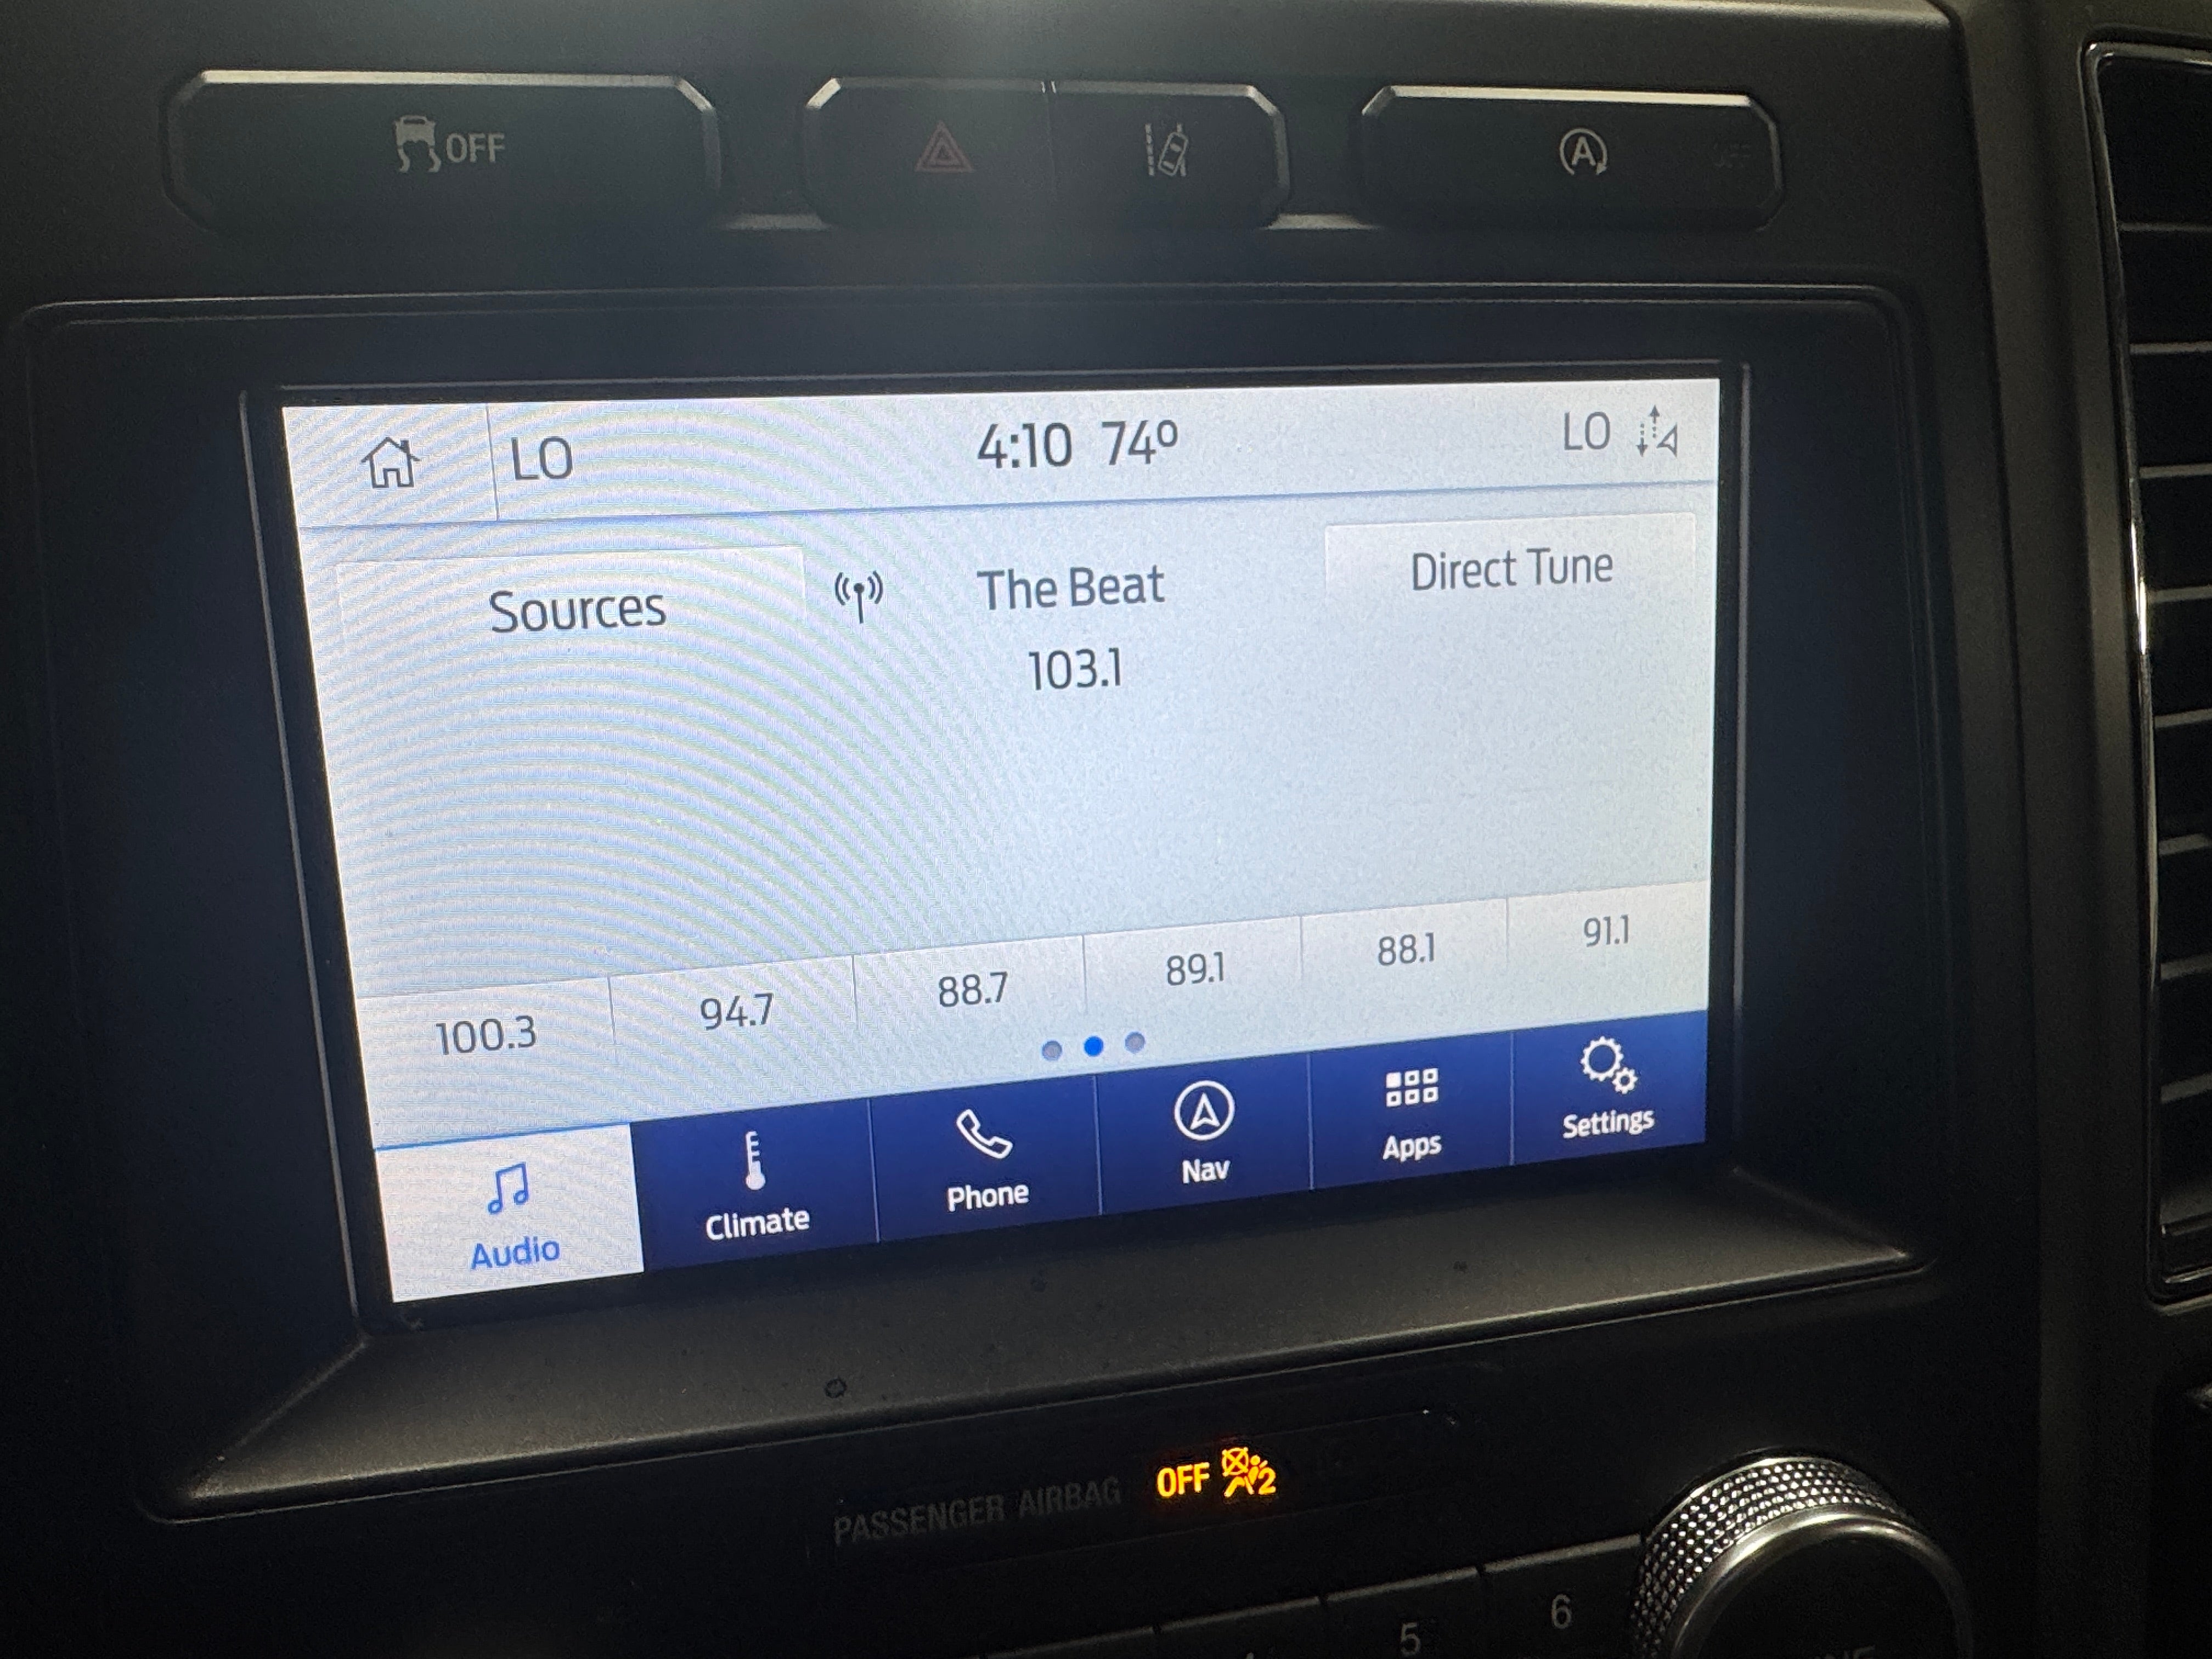 OFF
A OFF
LO 4:10 74° LO
Sources The Beat Direct Tune
103.1
100.3 94.7 88.7 89.1 88.1 91.1
Audio Climate Phone Nav Apps Settings
PASSENGER AIRBAG OFF 2
5 6